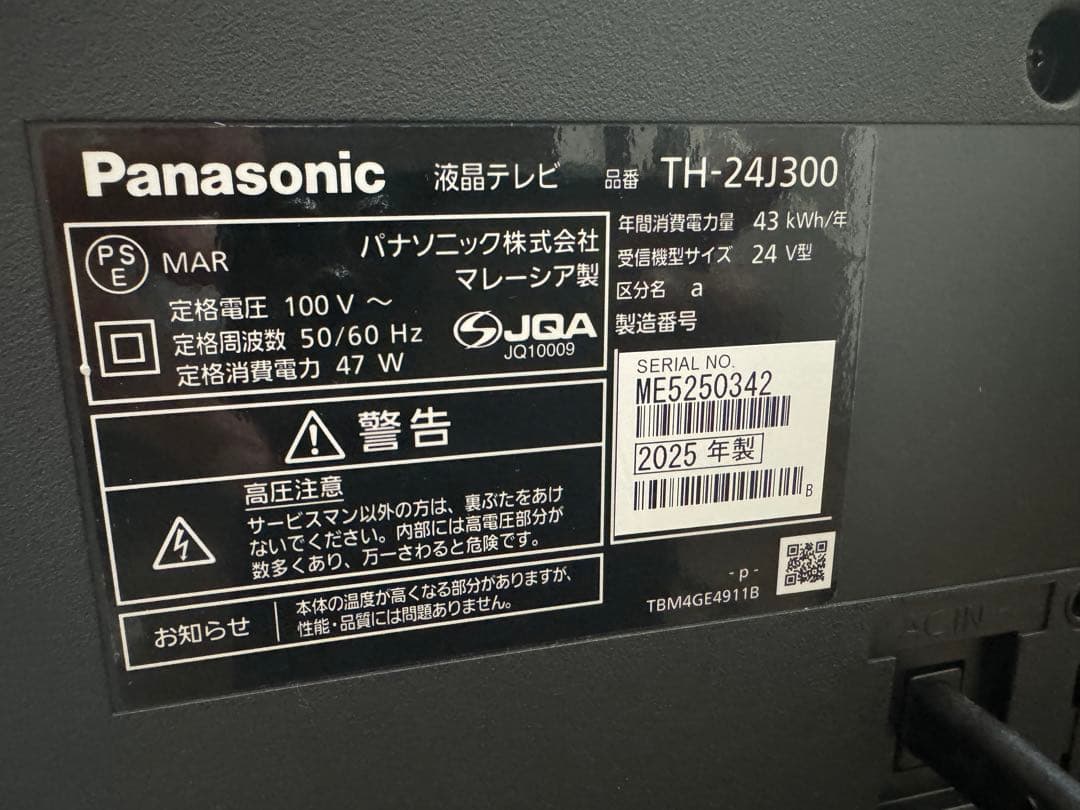 Panasonic 液晶テレビ 品番 TH-24J300
PS
E
MAR
パナソニック株式会社
マレーシア製
定格電圧 100 V ～
定格周波数 50/60 Hz
定格消費電力 47 W
JQA
JQ10009
年間消費電力量 43 kWh/年
受信機型サイズ 24 V型
区分名 a
製造番号
SERIAL NO.
ME5250342
2025 年製
B
警告
高圧注意
サービスマン以外の方は、裏ぶたをあけ
ないでください。内部には高電圧部分が
数多くあり、万一さわると危険です。
お知らせ
本体の温度が高くなる部分がありますが、
性能・品質には問題ありません。
- p -
TBM4GE4911B
AC IN